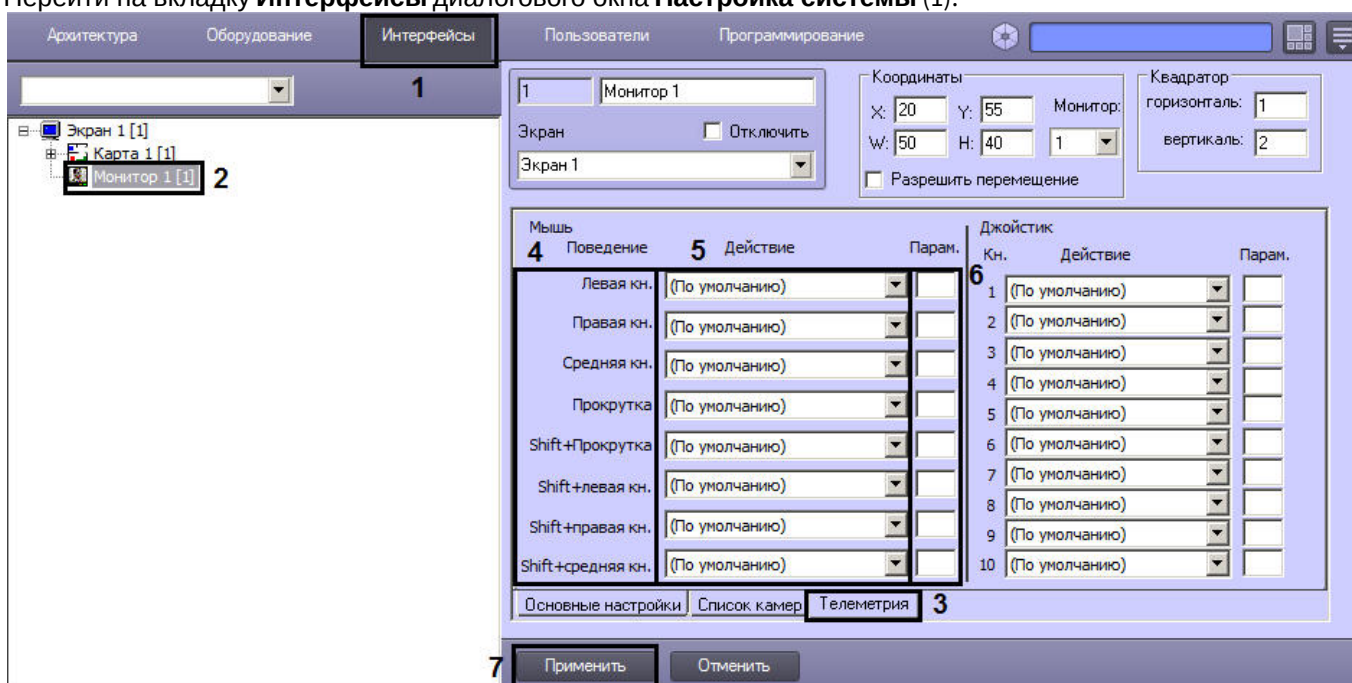 Перейти на вкладку Интерфейсы диалогового окна Настройка системы (1).
Архитектура Оборудование Интерфейсы Пользователи Программирование
1
1 Монитор 1
Экран Отключить
Экран 1
Координаты
X: 20 Y: 55 Монитор:
W: 50 H: 40 1
Разрешить перемещение
Квадратор
горизонталь: 1
вертикаль: 2
Экран 1 [1]
Карта 1 [1]
Монитор 1 [1] 2
Мышь
4 Поведение 5 Действие Парам.
Левая кн. (По умолчанию)
Правая кн. (По умолчанию)
Средняя кн. (По умолчанию)
Прокрутка (По умолчанию)
Shift+Прокрутка (По умолчанию)
Shift+левая кн. (По умолчанию)
Shift+правая кн. (По умолчанию)
Shift+средняя кн. (По умолчанию)
Джойстик
Кн. Действие Парам.
6
1 (По умолчанию)
2 (По умолчанию)
3 (По умолчанию)
4 (По умолчанию)
5 (По умолчанию)
6 (По умолчанию)
7 (По умолчанию)
8 (По умолчанию)
9 (По умолчанию)
10 (По умолчанию)
Основные настройки Список камер Телеметрия 3
7 Применить Отменить